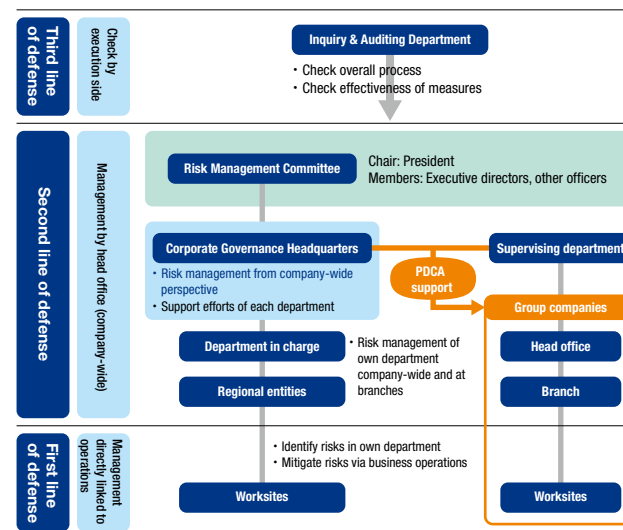 Third line
of defense
Check by
execution side
Inquiry & Auditing Department
• Check overall process
• Check effectiveness of measures
Second line of defense
Management by head office (company-wide)
Risk Management Committee
Chair: President
Members: Executive directors, other officers
Corporate Governance Headquarters
• Risk management from company-wide
perspective
• Support efforts of each department
PDCA
support
Supervising department
Group companies
Department in charge
• Risk management of
own department
company-wide and at
branches
Head office
Regional entities
Branch
First line
of defense
Management
directly linked to
operations
• Identify risks in own department
• Mitigate risks via business operations
Worksites
Worksites